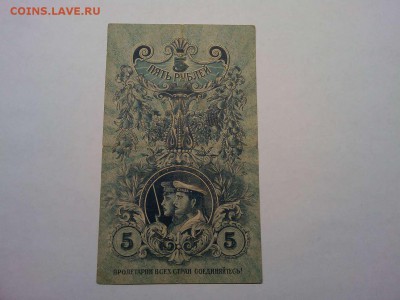 COINS.LAVE.RU
5
ПЯТЬ РУБЛЕЙ
5 5
ПРОЛЕТАРИИ ВСЕХ СТРАН СОЕДИНЯЙТЕСЬ!